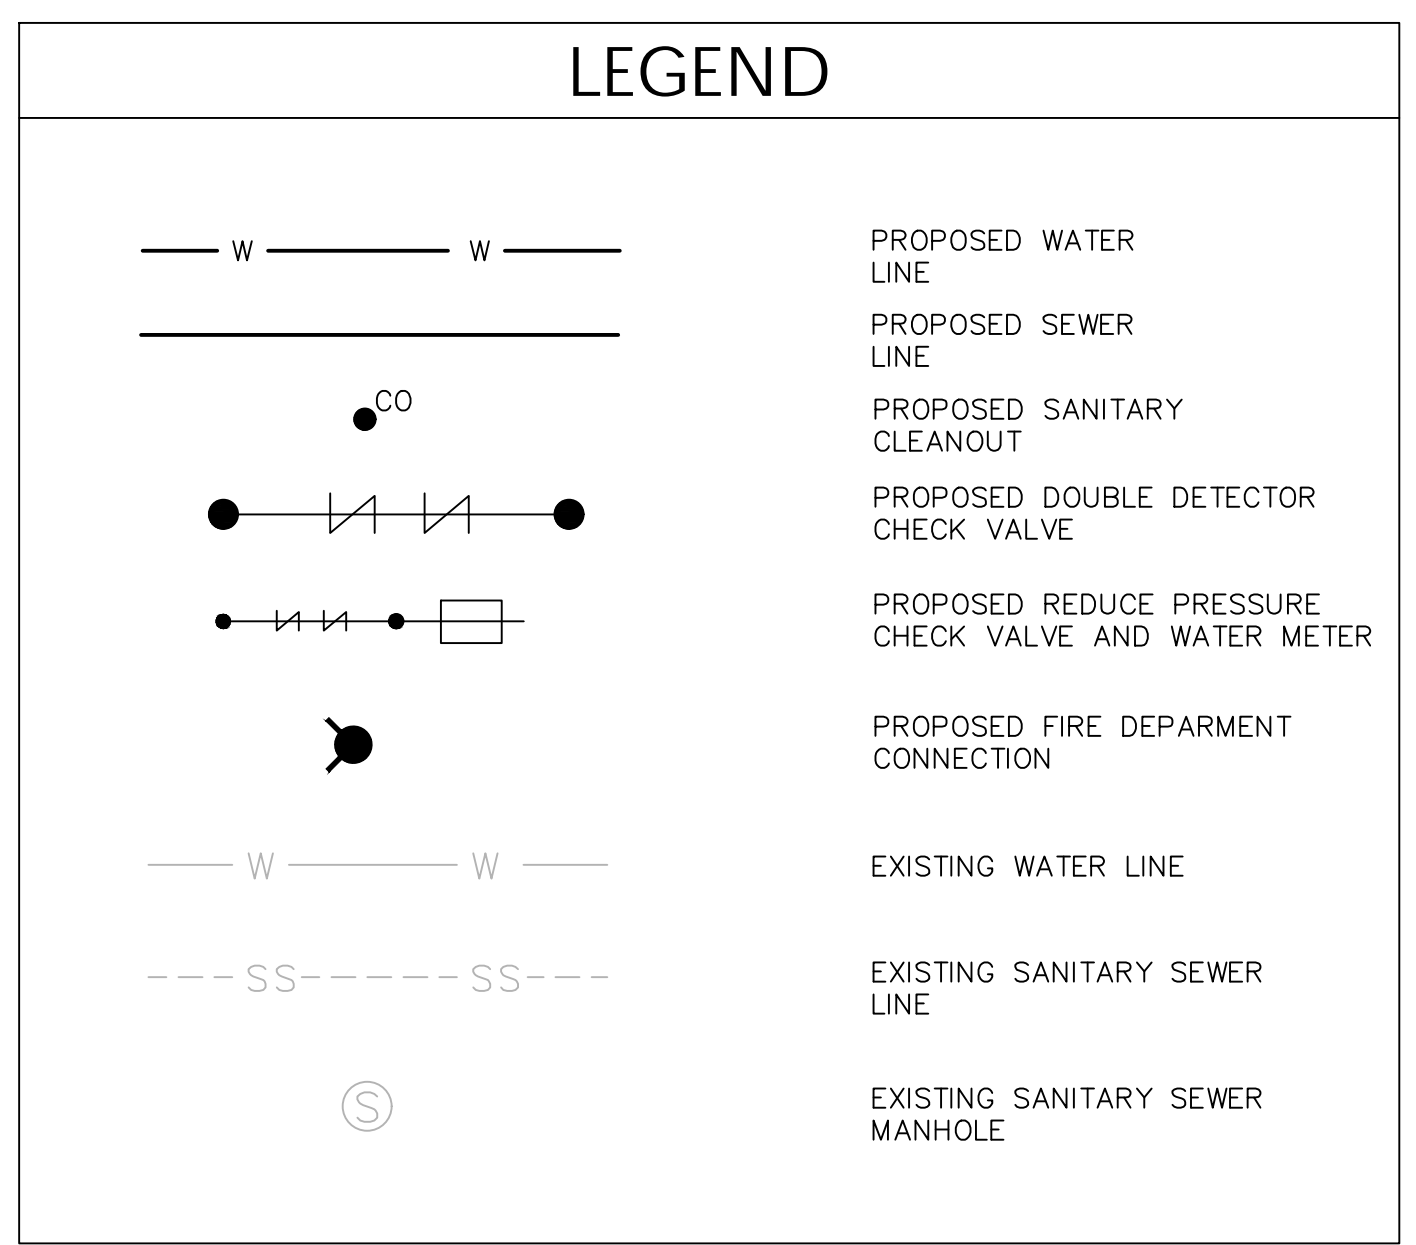 LEGEND
W W
PROPOSED WATER
LINE
PROPOSED SEWER
LINE
CO
PROPOSED SANITARY
CLEANOUT
PROPOSED DOUBLE DETECTOR
CHECK VALVE
PROPOSED REDUCE PRESSURE
CHECK VALVE AND WATER METER
PROPOSED FIRE DEPARMENT
CONNECTION
W W
EXISTING WATER LINE
SS SS
EXISTING SANITARY SEWER
LINE
S
EXISTING SANITARY SEWER
MANHOLE